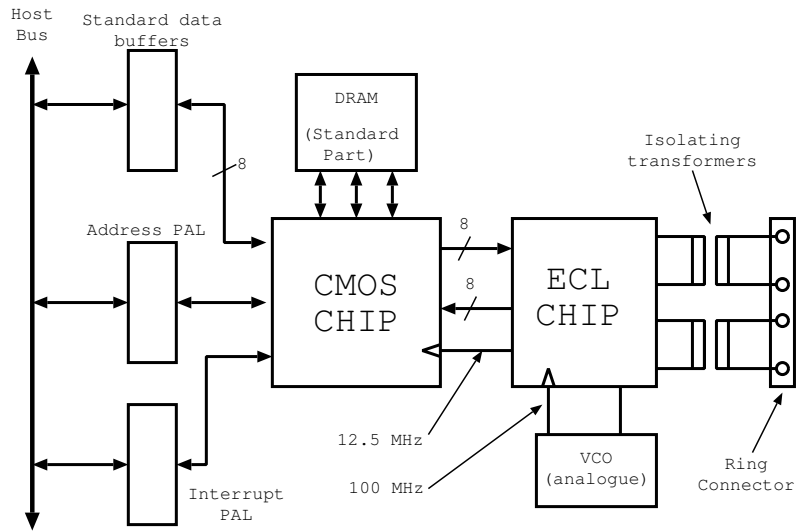 Host
Bus
Standard data
buffers
DRAM
(Standard
Part)
Isolating
transformers
8
Address PAL
8
8
CMOS
CHIP
ECL
CHIP
12.5 MHz
100 MHz
VCO
(analogue)
Interrupt
PAL
Ring
Connector